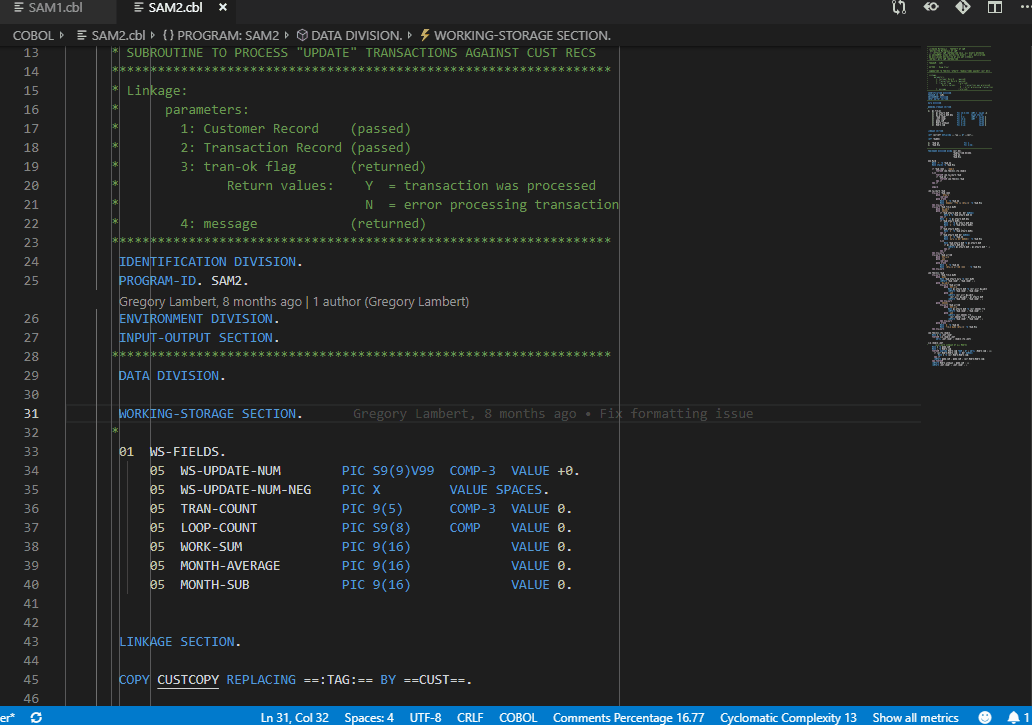 SAM1.cbl SAM2.cbl ×
COBOL SAM2.cbl {} PROGRAM: SAM2 DATA DIVISION. WORKING-STORAGE SECTION.
13 * SUBROUTINE TO PROCESS "UPDATE" TRANSACTIONS AGAINST CUST RECS
14 *****************************************************************
15 * Linkage:
16 * parameters:
17 * 1: Customer Record (passed)
18 * 2: Transaction Record (passed)
19 * 3: tran-ok flag (returned)
20 * Return values: Y = transaction was processed
21 * N = error processing transaction
22 * 4: message (returned)
23 *****************************************************************
24 IDENTIFICATION DIVISION.
25 PROGRAM-ID. SAM2.
Gregory Lambert, 8 months ago | 1 author (Gregory Lambert)
26 ENVIRONMENT DIVISION.
27 INPUT-OUTPUT SECTION.
28 *****************************************************************
29 DATA DIVISION.
30
31 WORKING-STORAGE SECTION. Gregory Lambert, 8 months ago • Fix formatting issue
32 *
33 01 WS-FIELDS.
34 05 WS-UPDATE-NUM PIC S9(9)V99 COMP-3 VALUE +0.
35 05 WS-UPDATE-NUM-NEG PIC X VALUE SPACES.
36 05 TRAN-COUNT PIC 9(5) COMP-3 VALUE 0.
37 05 LOOP-COUNT PIC S9(8) COMP VALUE 0.
38 05 WORK-SUM PIC 9(16) VALUE 0.
39 05 MONTH-AVERAGE PIC 9(16) VALUE 0.
40 05 MONTH-SUB PIC 9(16) VALUE 0.
41
42
43 LINKAGE SECTION.
44
45 COPY CUSTCOPY REPLACING ==:TAG:== BY ==CUST==.
46
er* Ln 31, Col 32 Spaces: 4 UTF-8 CRLF COBOL Comments Percentage 16.77 Cyclomatic Complexity 13 Show all metrics 1